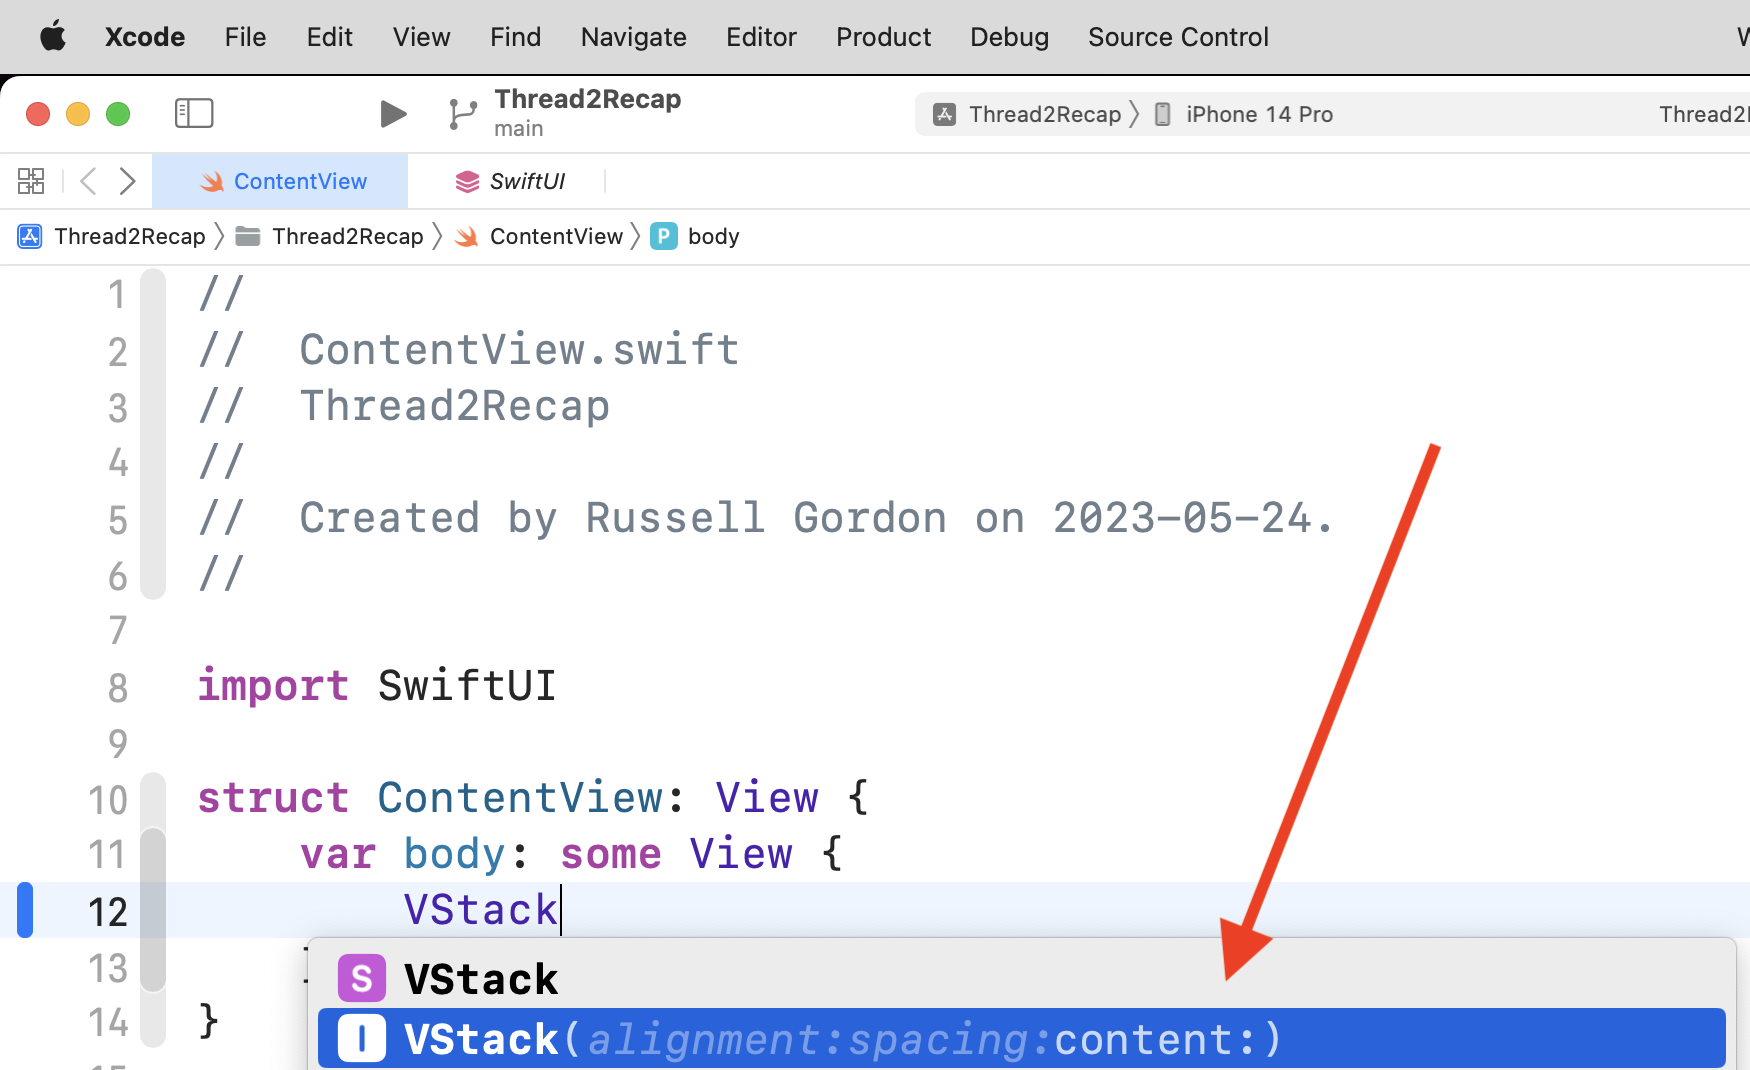 Xcode File Edit View Find Navigate Editor Product Debug Source Control
Thread2Recap
main
Thread2Recap iPhone 14 Pro
ContentView SwiftUI
Thread2Recap Thread2Recap ContentView P body
1 //
2 //  ContentView.swift
3 //  Thread2Recap
4 //
5 //  Created by Russell Gordon on 2023-05-24.
6 //
7
8 import SwiftUI
9
10 struct ContentView: View {
11     var body: some View {
12         VStack
13
S VStack
14 }
I VStack(alignment:spacing:content:)